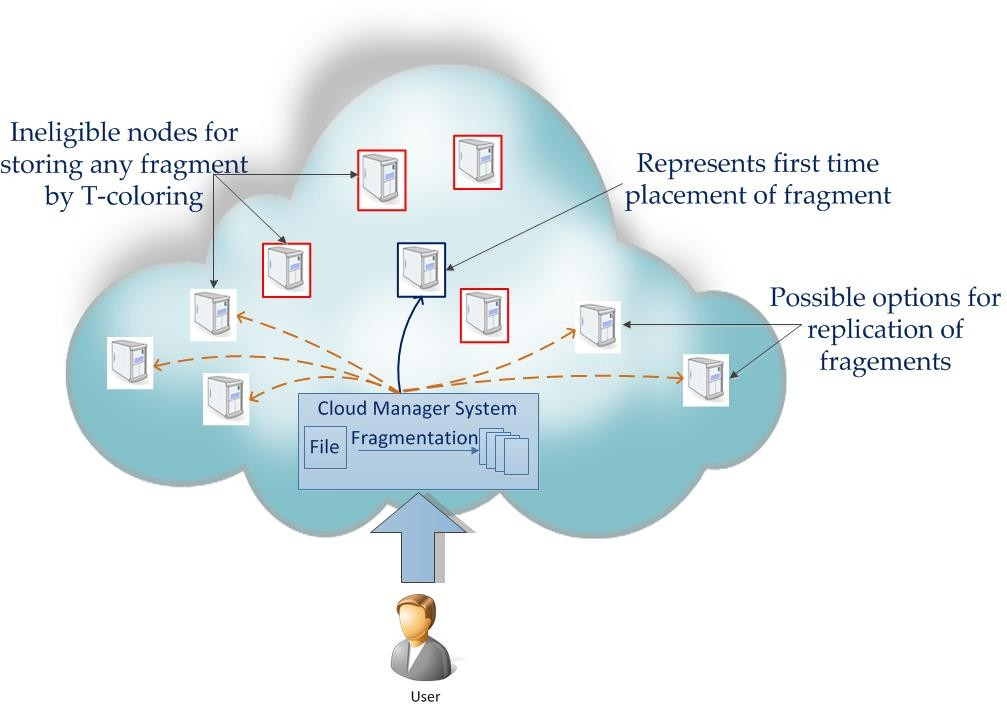 Ineligible nodes for
storing any fragment
by T-coloring
Represents first time
placement of fragment
Possible options for
replication of
fragements
Cloud Manager System
File
Fragmentation
User